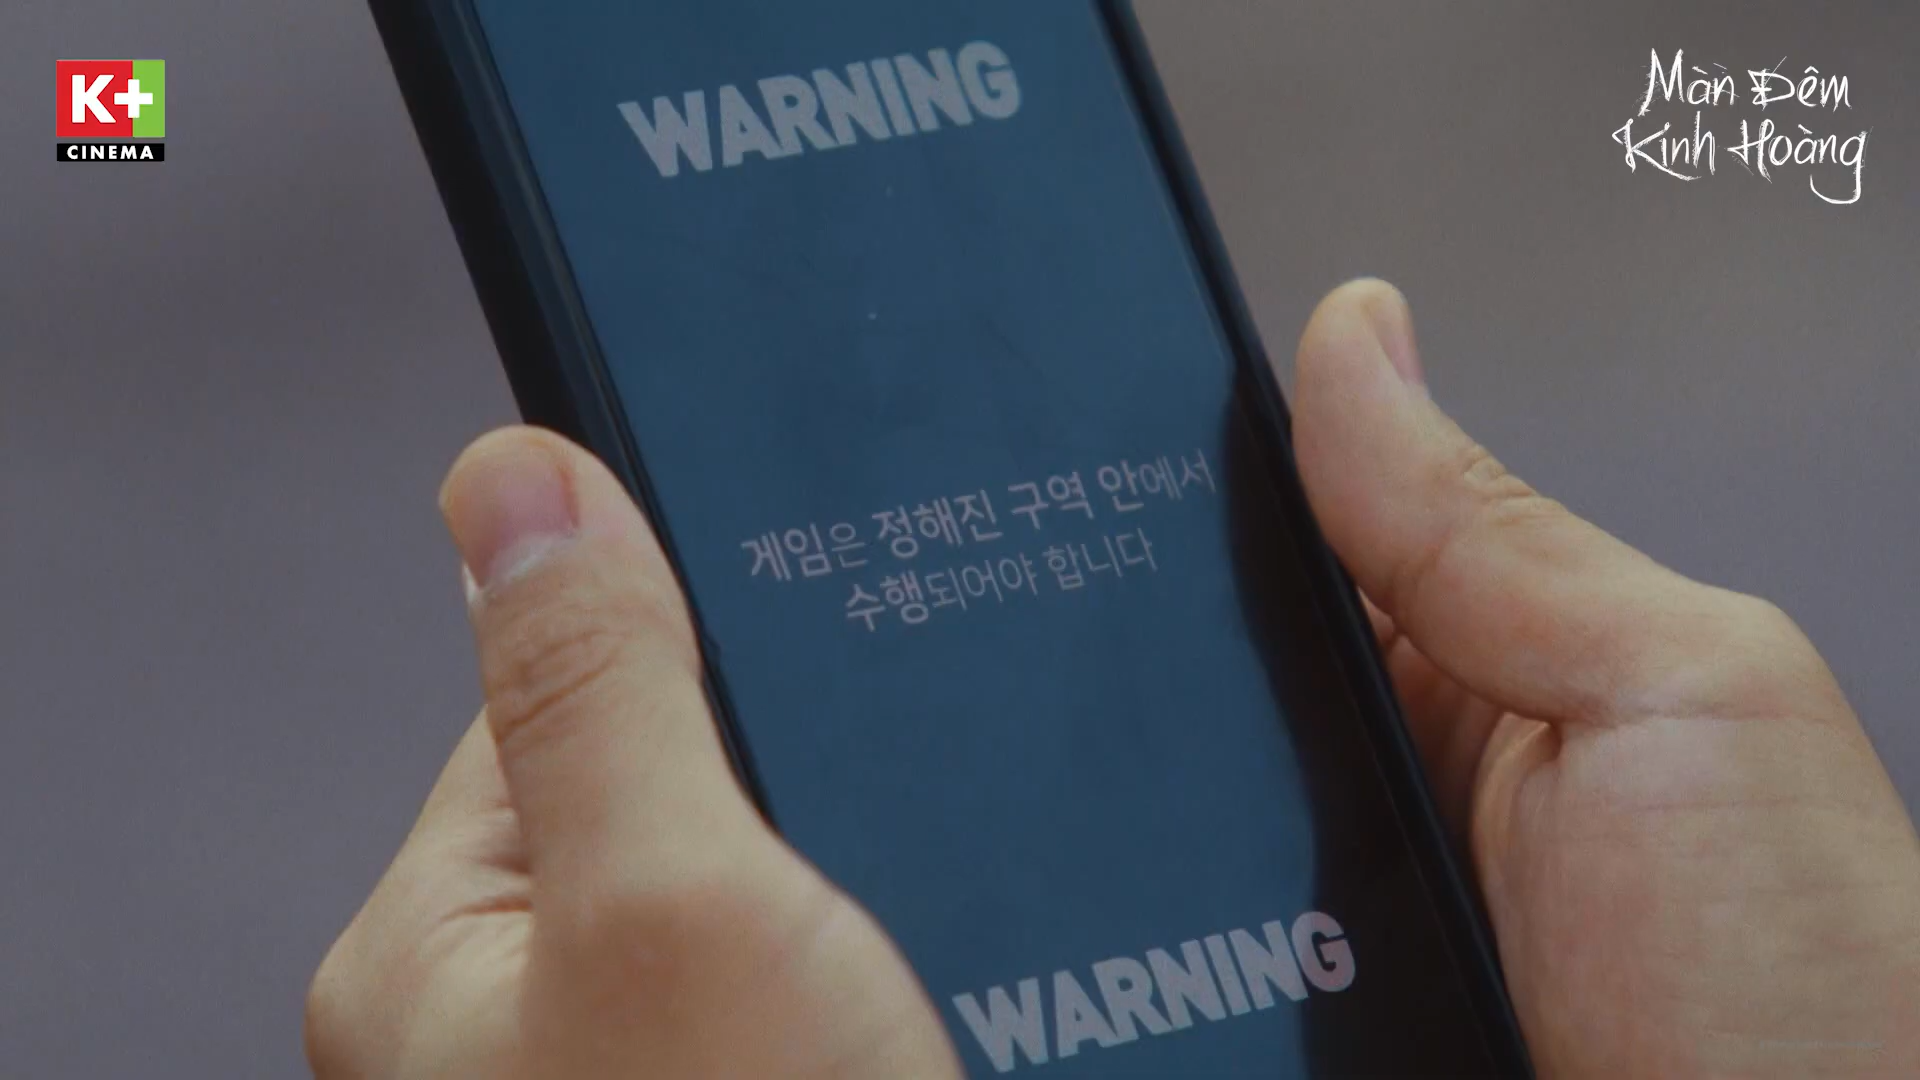 K+
CINEMA
Màn Đêm
Kinh Hoàng
WARNING
게임은 정해진 구역 안에서
수행되어야 합니다
WARNING